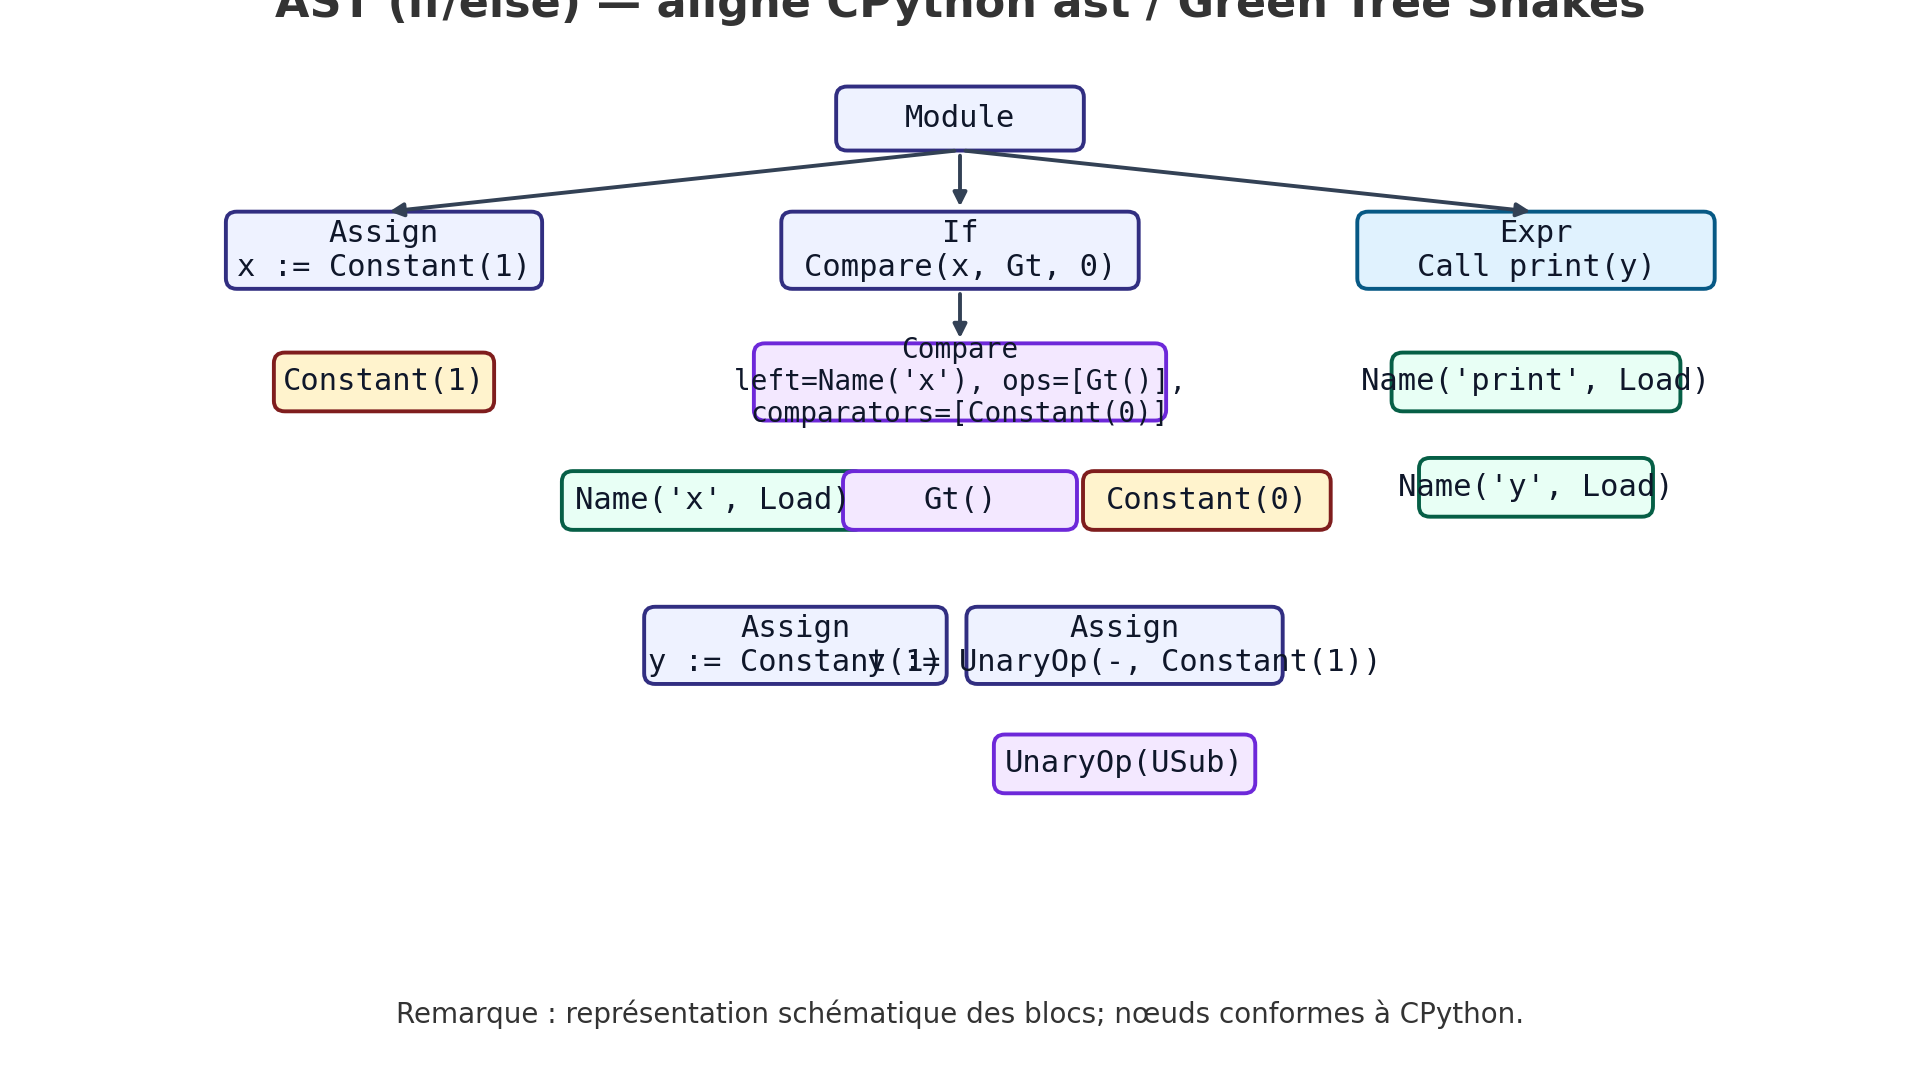 AST (if/else) — aligné CPython ast / Green Tree Snakes
Module
Assign
x := Constant(1)
If
Compare(x, Gt, 0)
Expr
Call print(y)
Constant(1)
Compare
left=Name('x'), ops=[Gt()],
comparators=[Constant(0)]
Name('print', Load)
Name('x', Load)
Gt()
Constant(0)
Name('y', Load)
Assign
y := Constant(1)
Assign
y := UnaryOp(-, Constant(1))
UnaryOp(USub)
Remarque : représentation schématique des blocs; nœuds conformes à CPython.